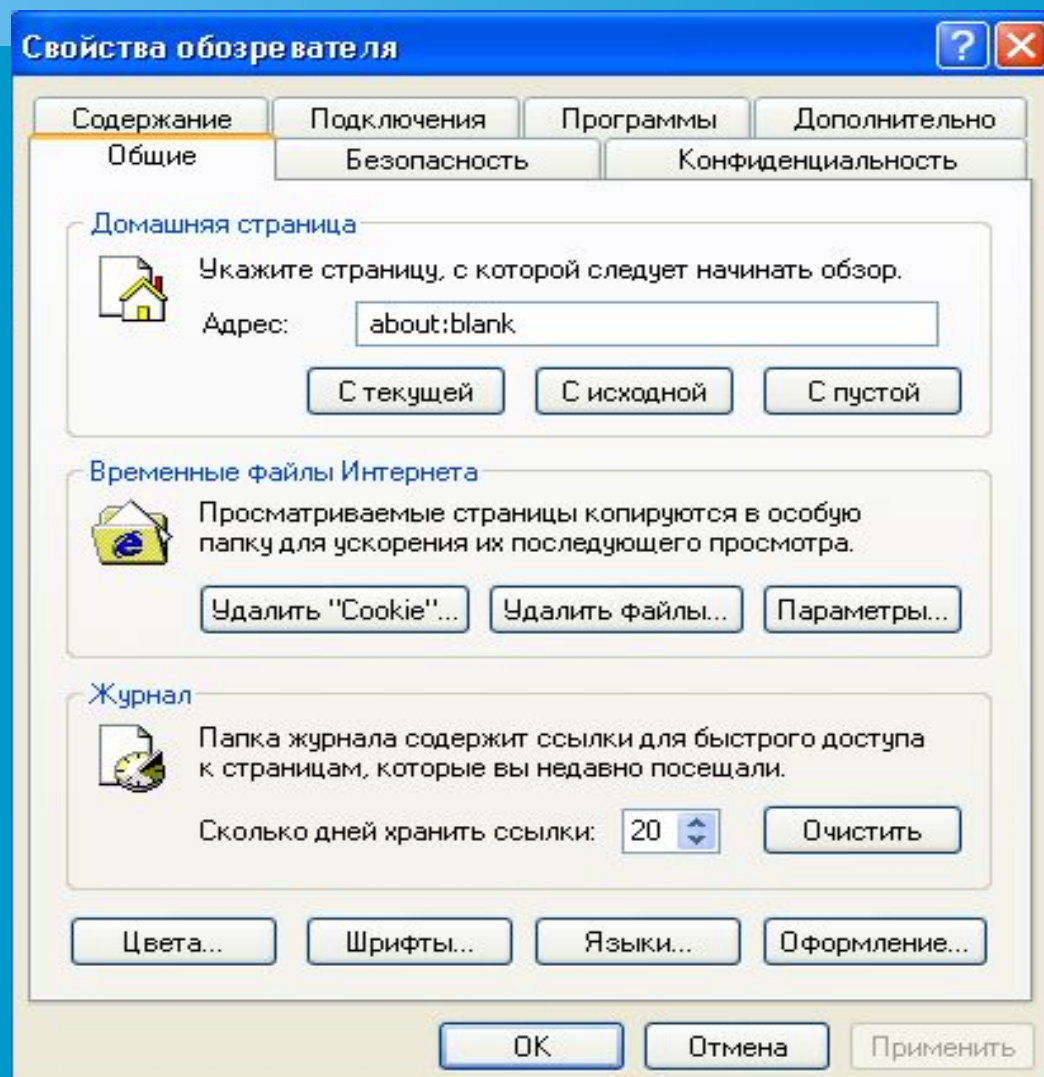 Свойства обозревателя
Содержание Подключения Программы Дополнительно
Общие Безопасность Конфиденциальность
Домашняя страница
Укажите страницу, с которой следует начинать обзор.
Адрес: about:blank
С текущей С исходной С пустой
Временные файлы Интернета
Просматриваемые страницы копируются в особую
папку для ускорения их последующего просмотра.
Удалить "Cookie"... Удалить файлы... Параметры...
Журнал
Папка журнала содержит ссылки для быстрого доступа
к страницам, которые вы недавно посещали.
Сколько дней хранить ссылки: 20 Очистить
Цвета... Шрифты... Языки... Оформление...
OK Отмена Применить